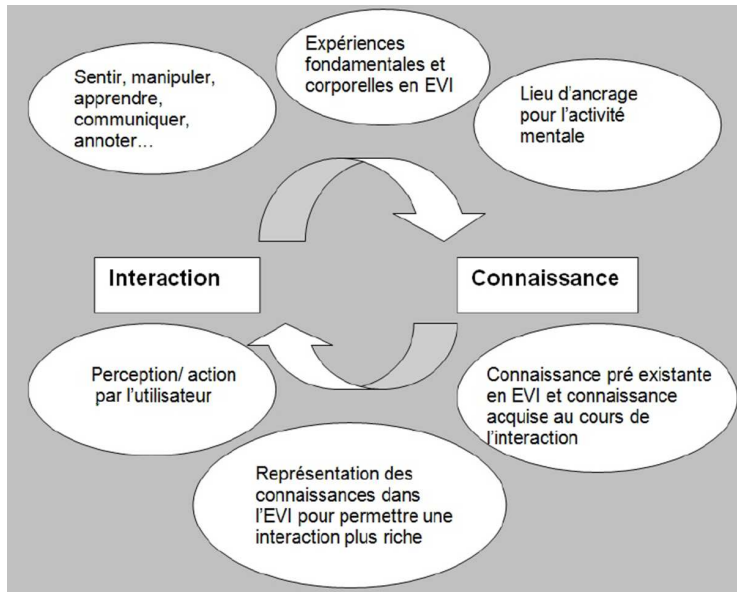 Expériences
fondamentales et
corporelles en EVI
Sentir, manipuler,
apprendre,
communiquer,
annoter...
Lieu d'ancrage
pour l'activité
mentale
Interaction
Connaissance
Perception/ action
par l'utilisateur
Connaissance pré existante
en EVI et connaissance
acquise au cours de
l'interaction
Représentation des
connaissances dans
l'EVI pour permettre une
interaction plus riche